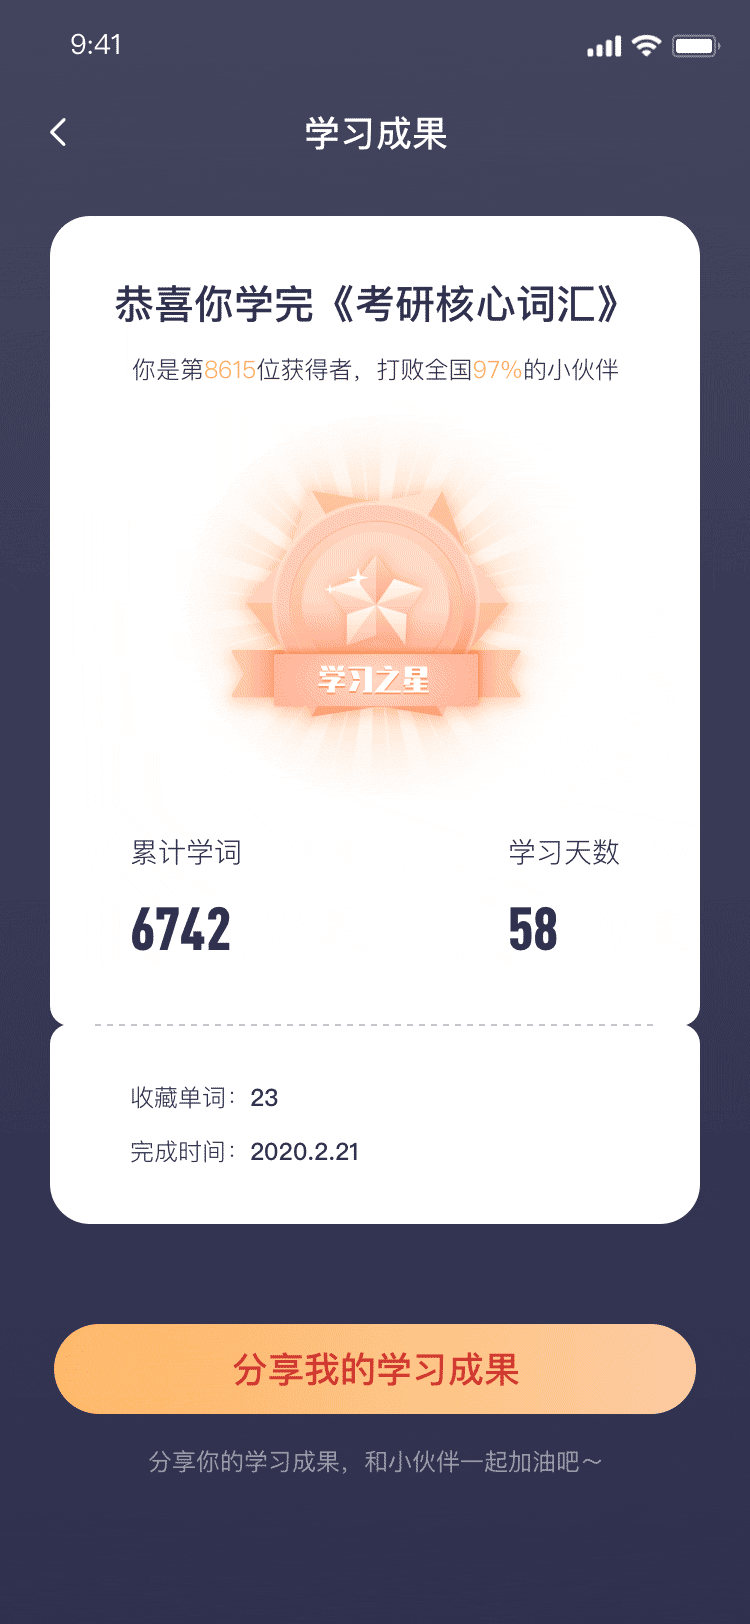 9:41
学习成果
恭喜你学完《考研核心词汇》
你是第8615位获得者，打败全国97%的小伙伴
学习之星
累计学词 学习天数
6742 58
收藏单词：23
完成时间：2020.2.21
分享我的学习成果
分享你的学习成果，和小伙伴一起加油吧～